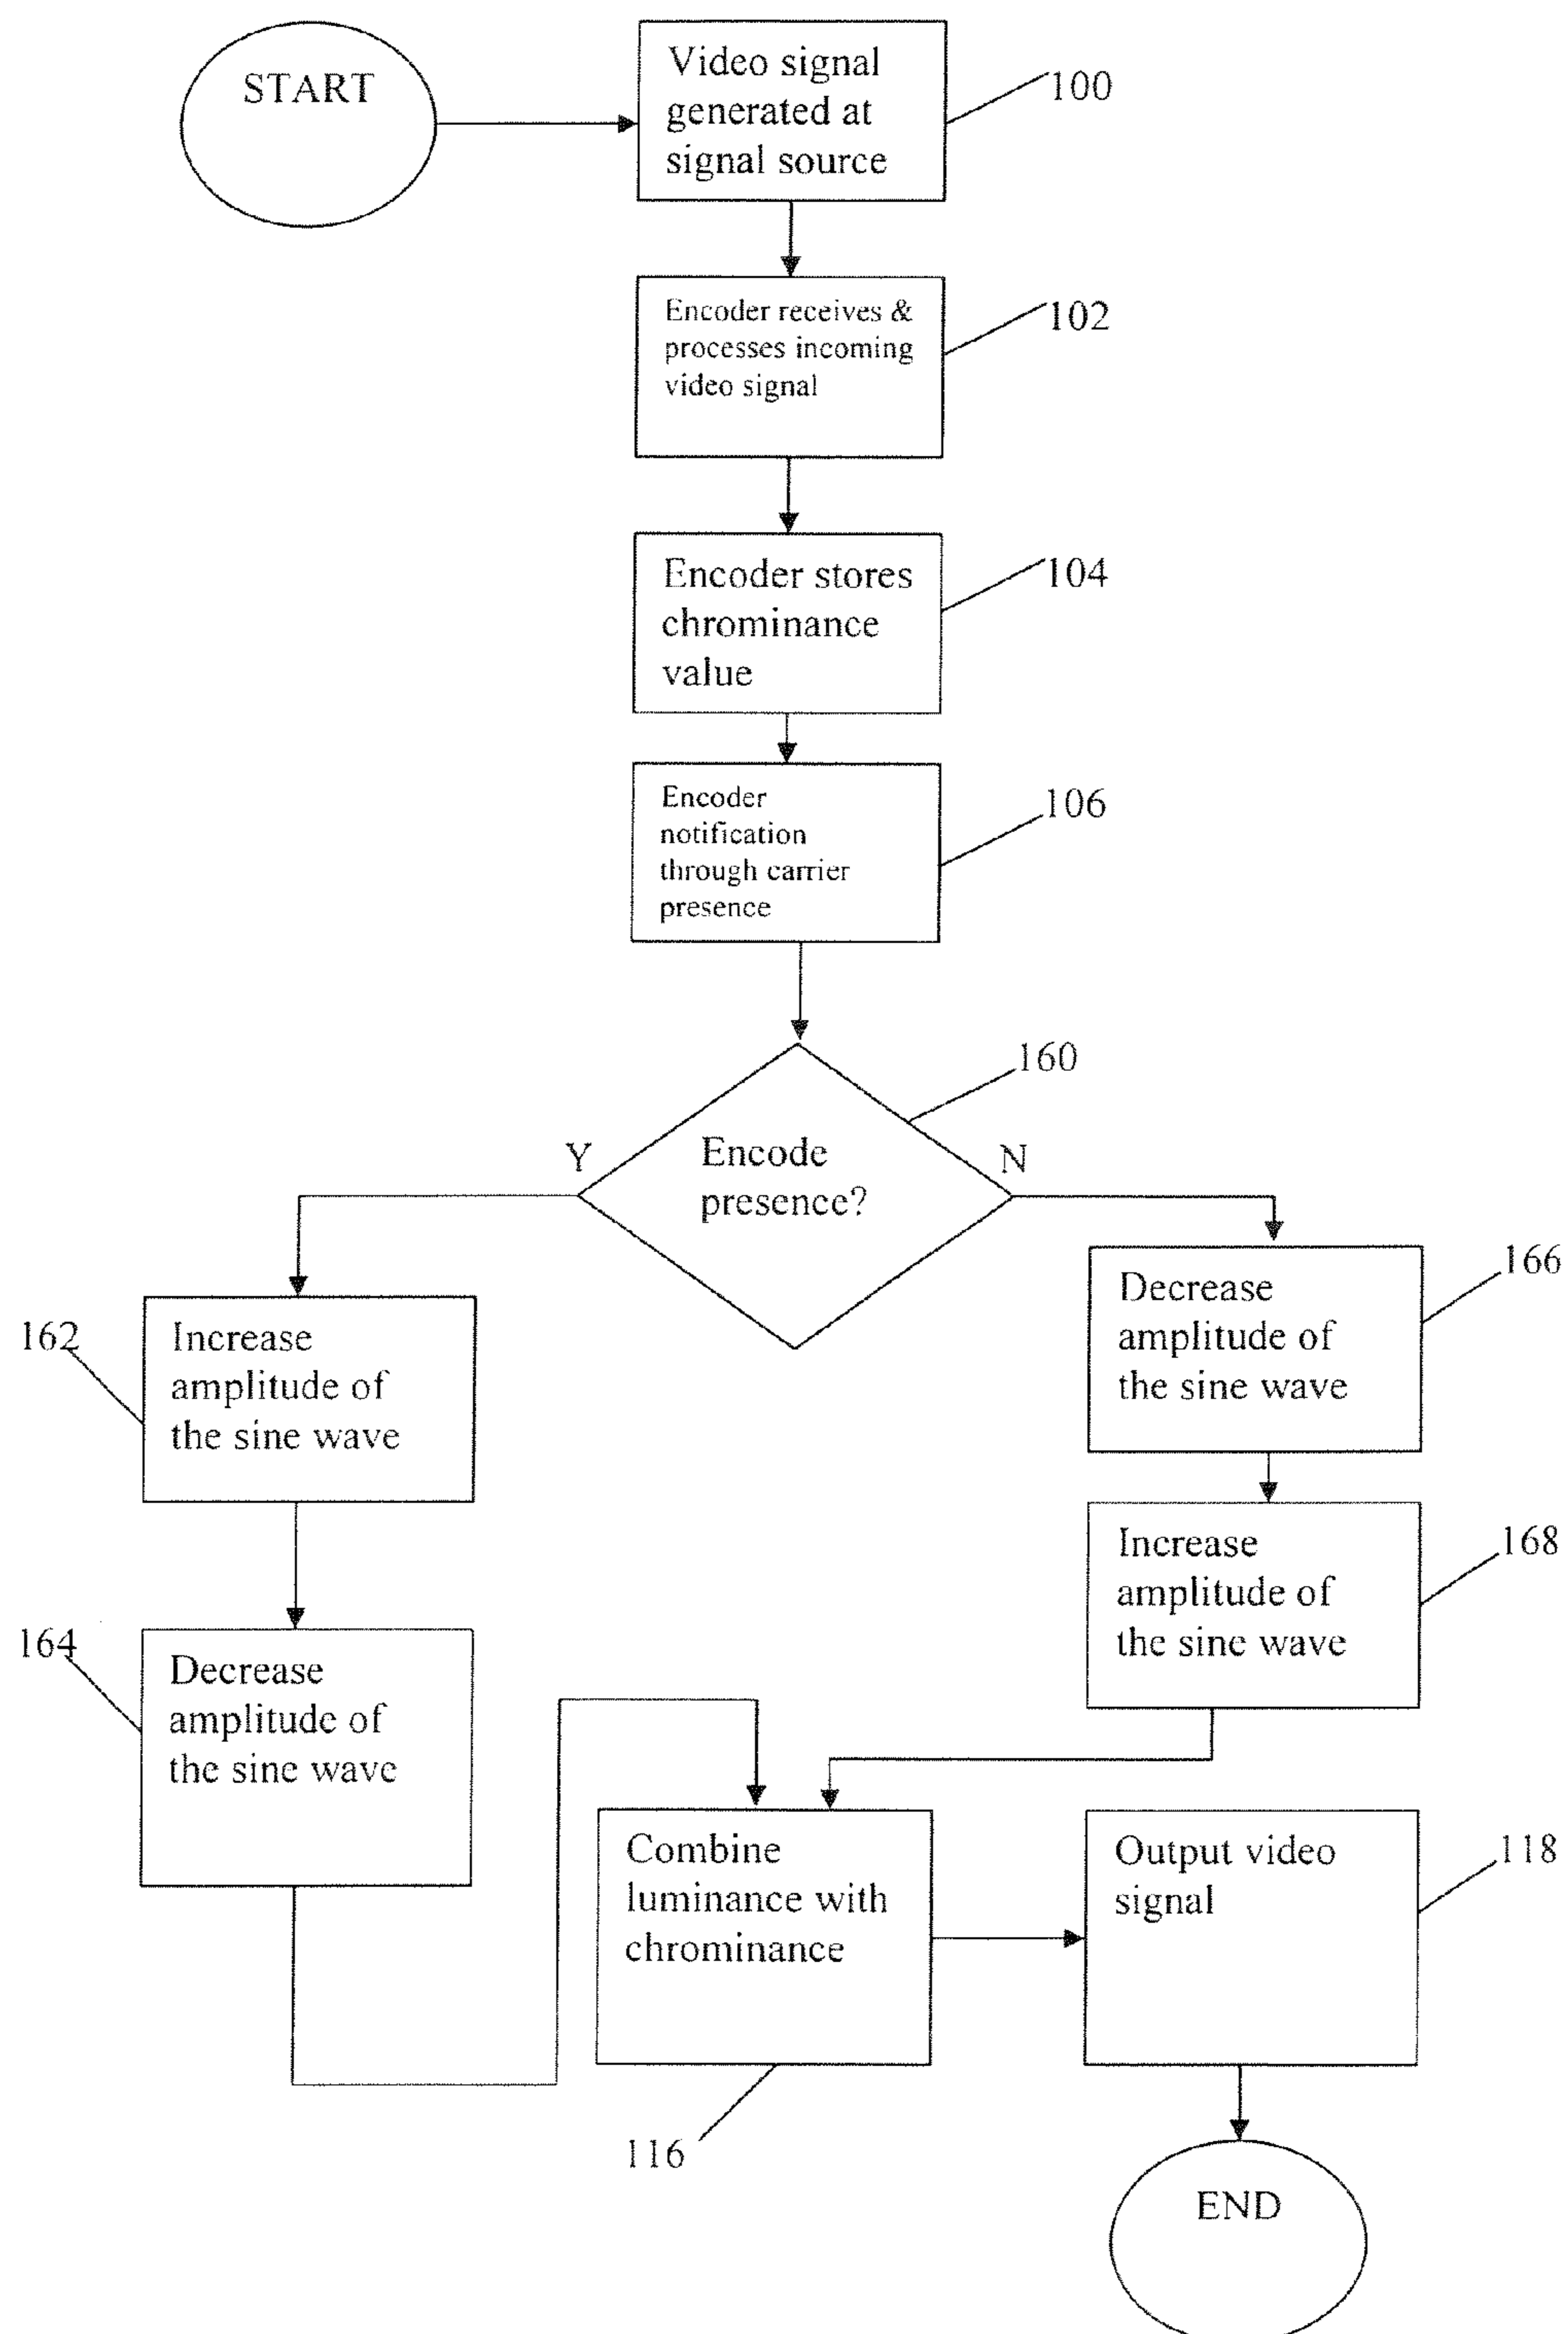 START
Video signal
generated at
signal source
100
Encoder receives &
processes incoming
video signal
102
Encoder stores
chrominance
value
104
Encoder
notification
through carrier
presence
106
160
Y
Encode
presence?
N
162
Increase
amplitude of
the sine wave
Decrease
amplitude of
the sine wave
166
164
Decrease
amplitude of
the sine wave
Increase
amplitude of
the sine wave
168
Combine
luminance with
chrominance
116
Output video
signal
118
END